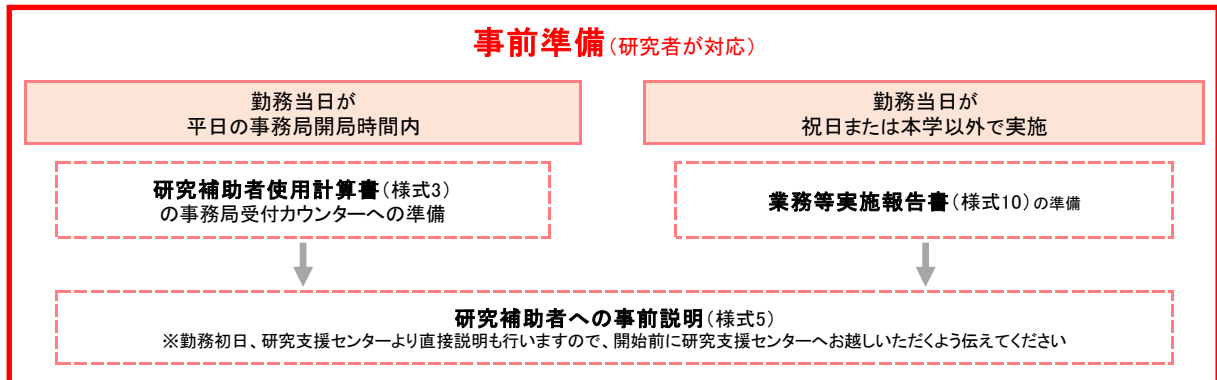 事前準備(研究者が対応)
勤務当日が
平日の事務局開局時間内
勤務当日が
祝日または本学以外で実施
研究補助者使用計算書(様式3)
の事務局受付カウンターへの準備
業務等実施報告書(様式10)の準備
研究補助者への事前説明(様式5)
※勤務初日、研究支援センターより直接説明も行いますので、開始前に研究支援センターへお越しいただくよう伝えてください